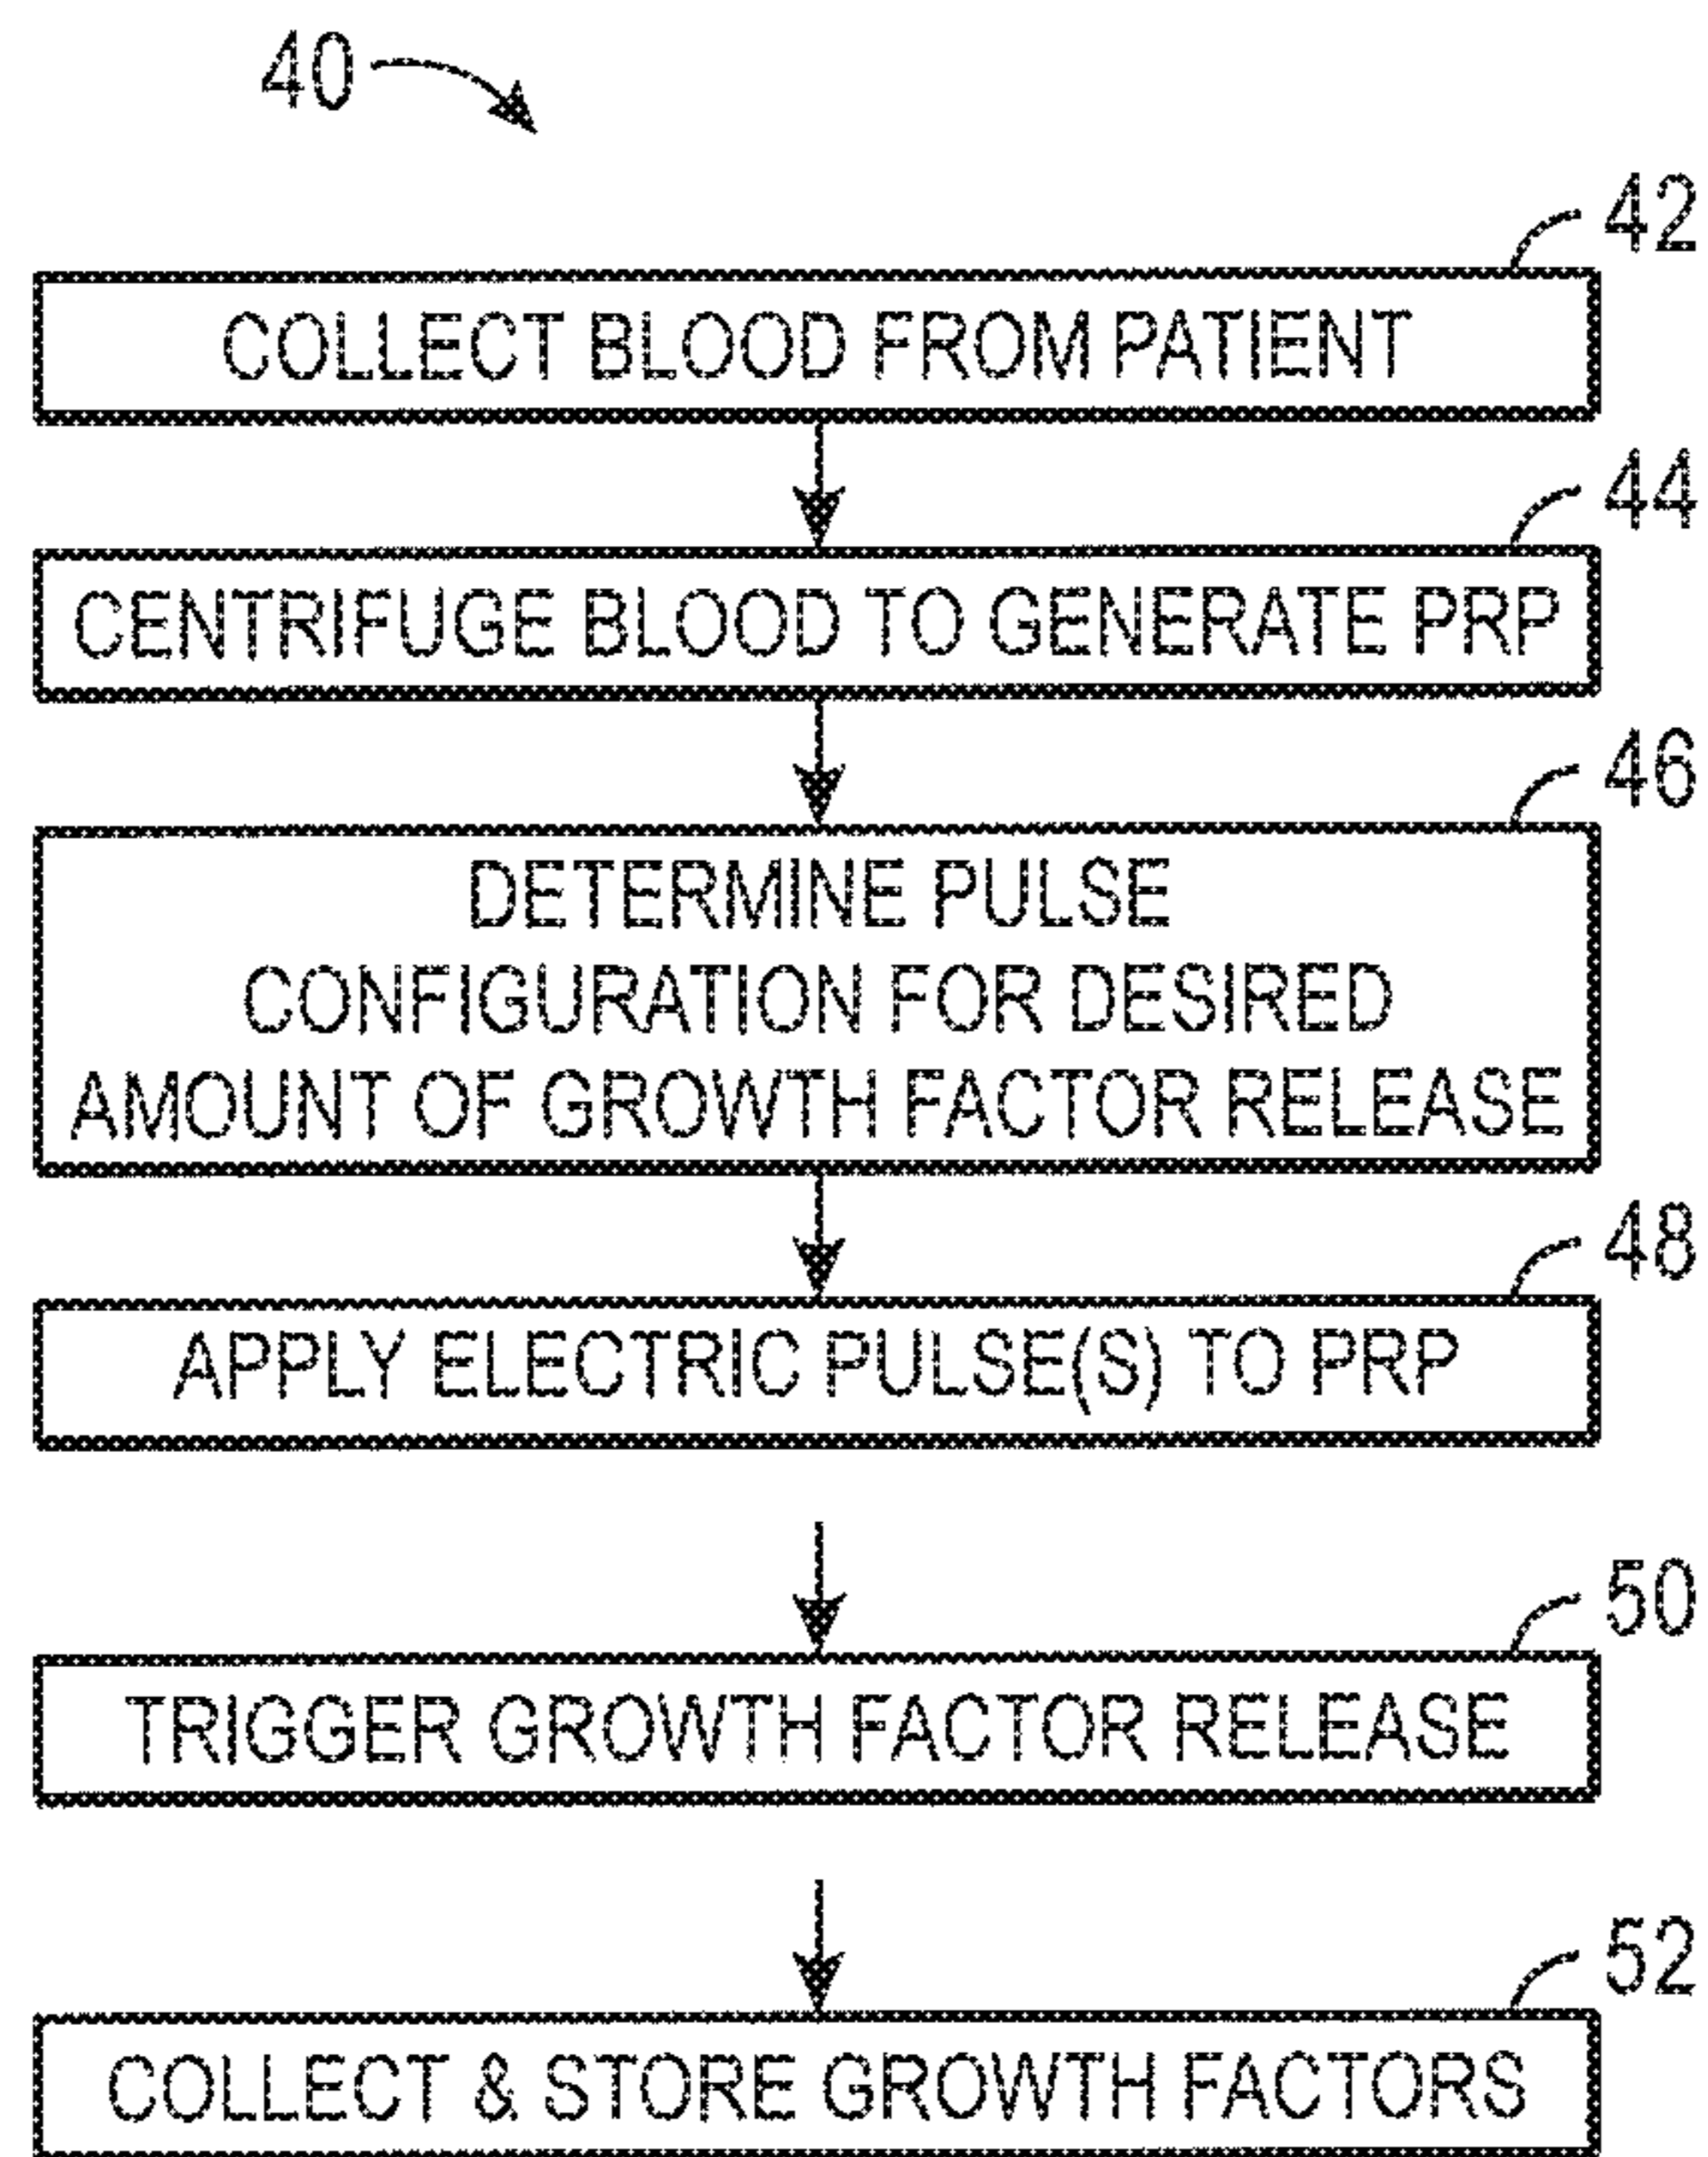 40
42
COLLECT BLOOD FROM PATIENT
44
CENTRIFUGE BLOOD TO GENERATE PRP
46
DETERMINE PULSE
CONFIGURATION FOR DESIRED
AMOUNT OF GROWTH FACTOR RELEASE
48
APPLY ELECTRIC PULSE(S) TO PRP
50
TRIGGER GROWTH FACTOR RELEASE
52
COLLECT & STORE GROWTH FACTORS